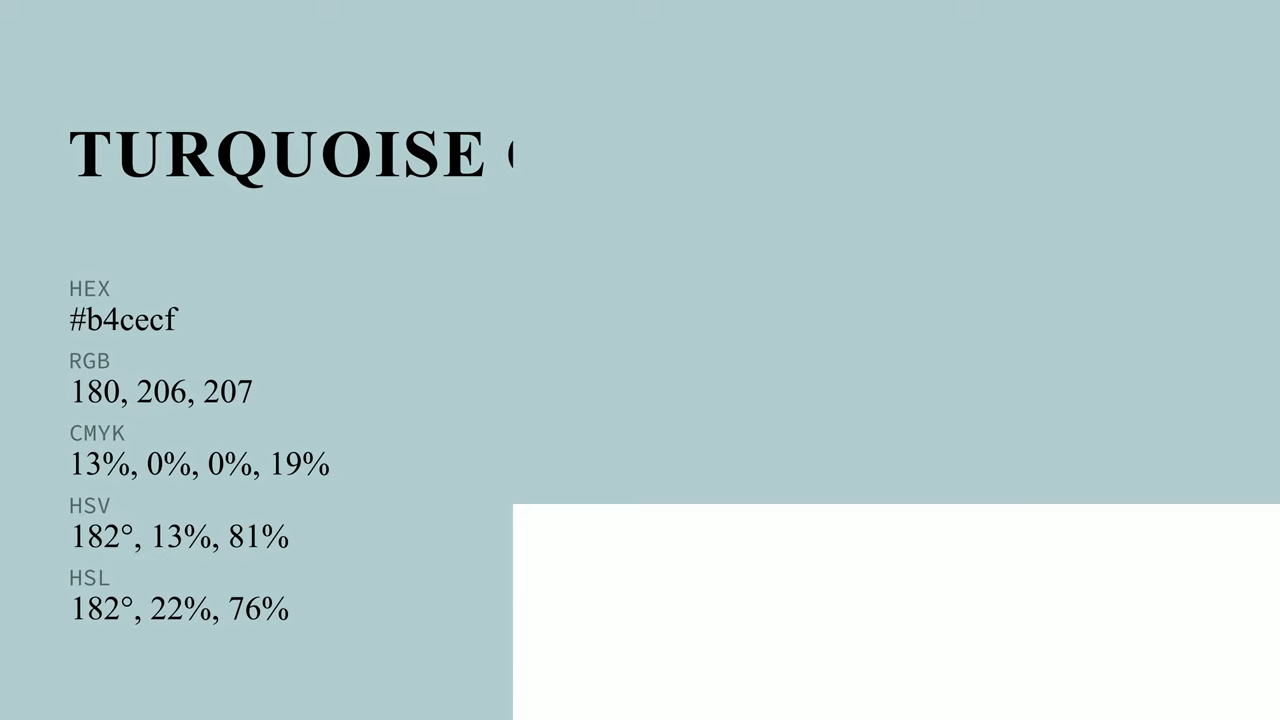 TURQUOISE
HEX
#b4cecf
RGB
180, 206, 207
CMYK
13%, 0%, 0%, 19%
HSV
182°, 13%, 81%
HSL
182°, 22%, 76%